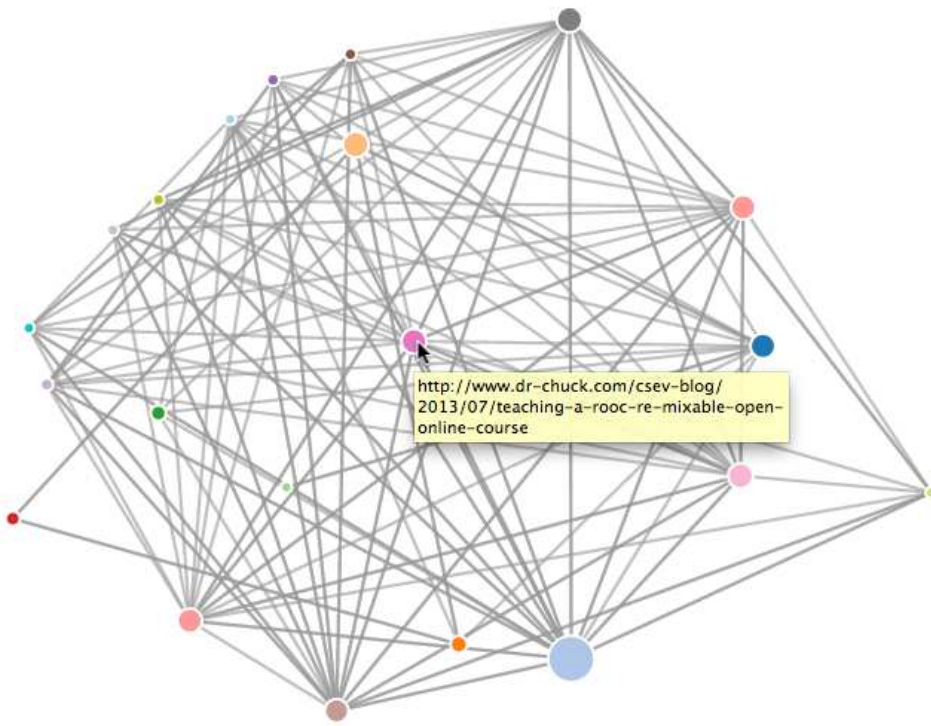 http://www.dr-chuck.com/csev-blog/
2013/07/teaching-a-rooc-re-mixable-open-
online-course